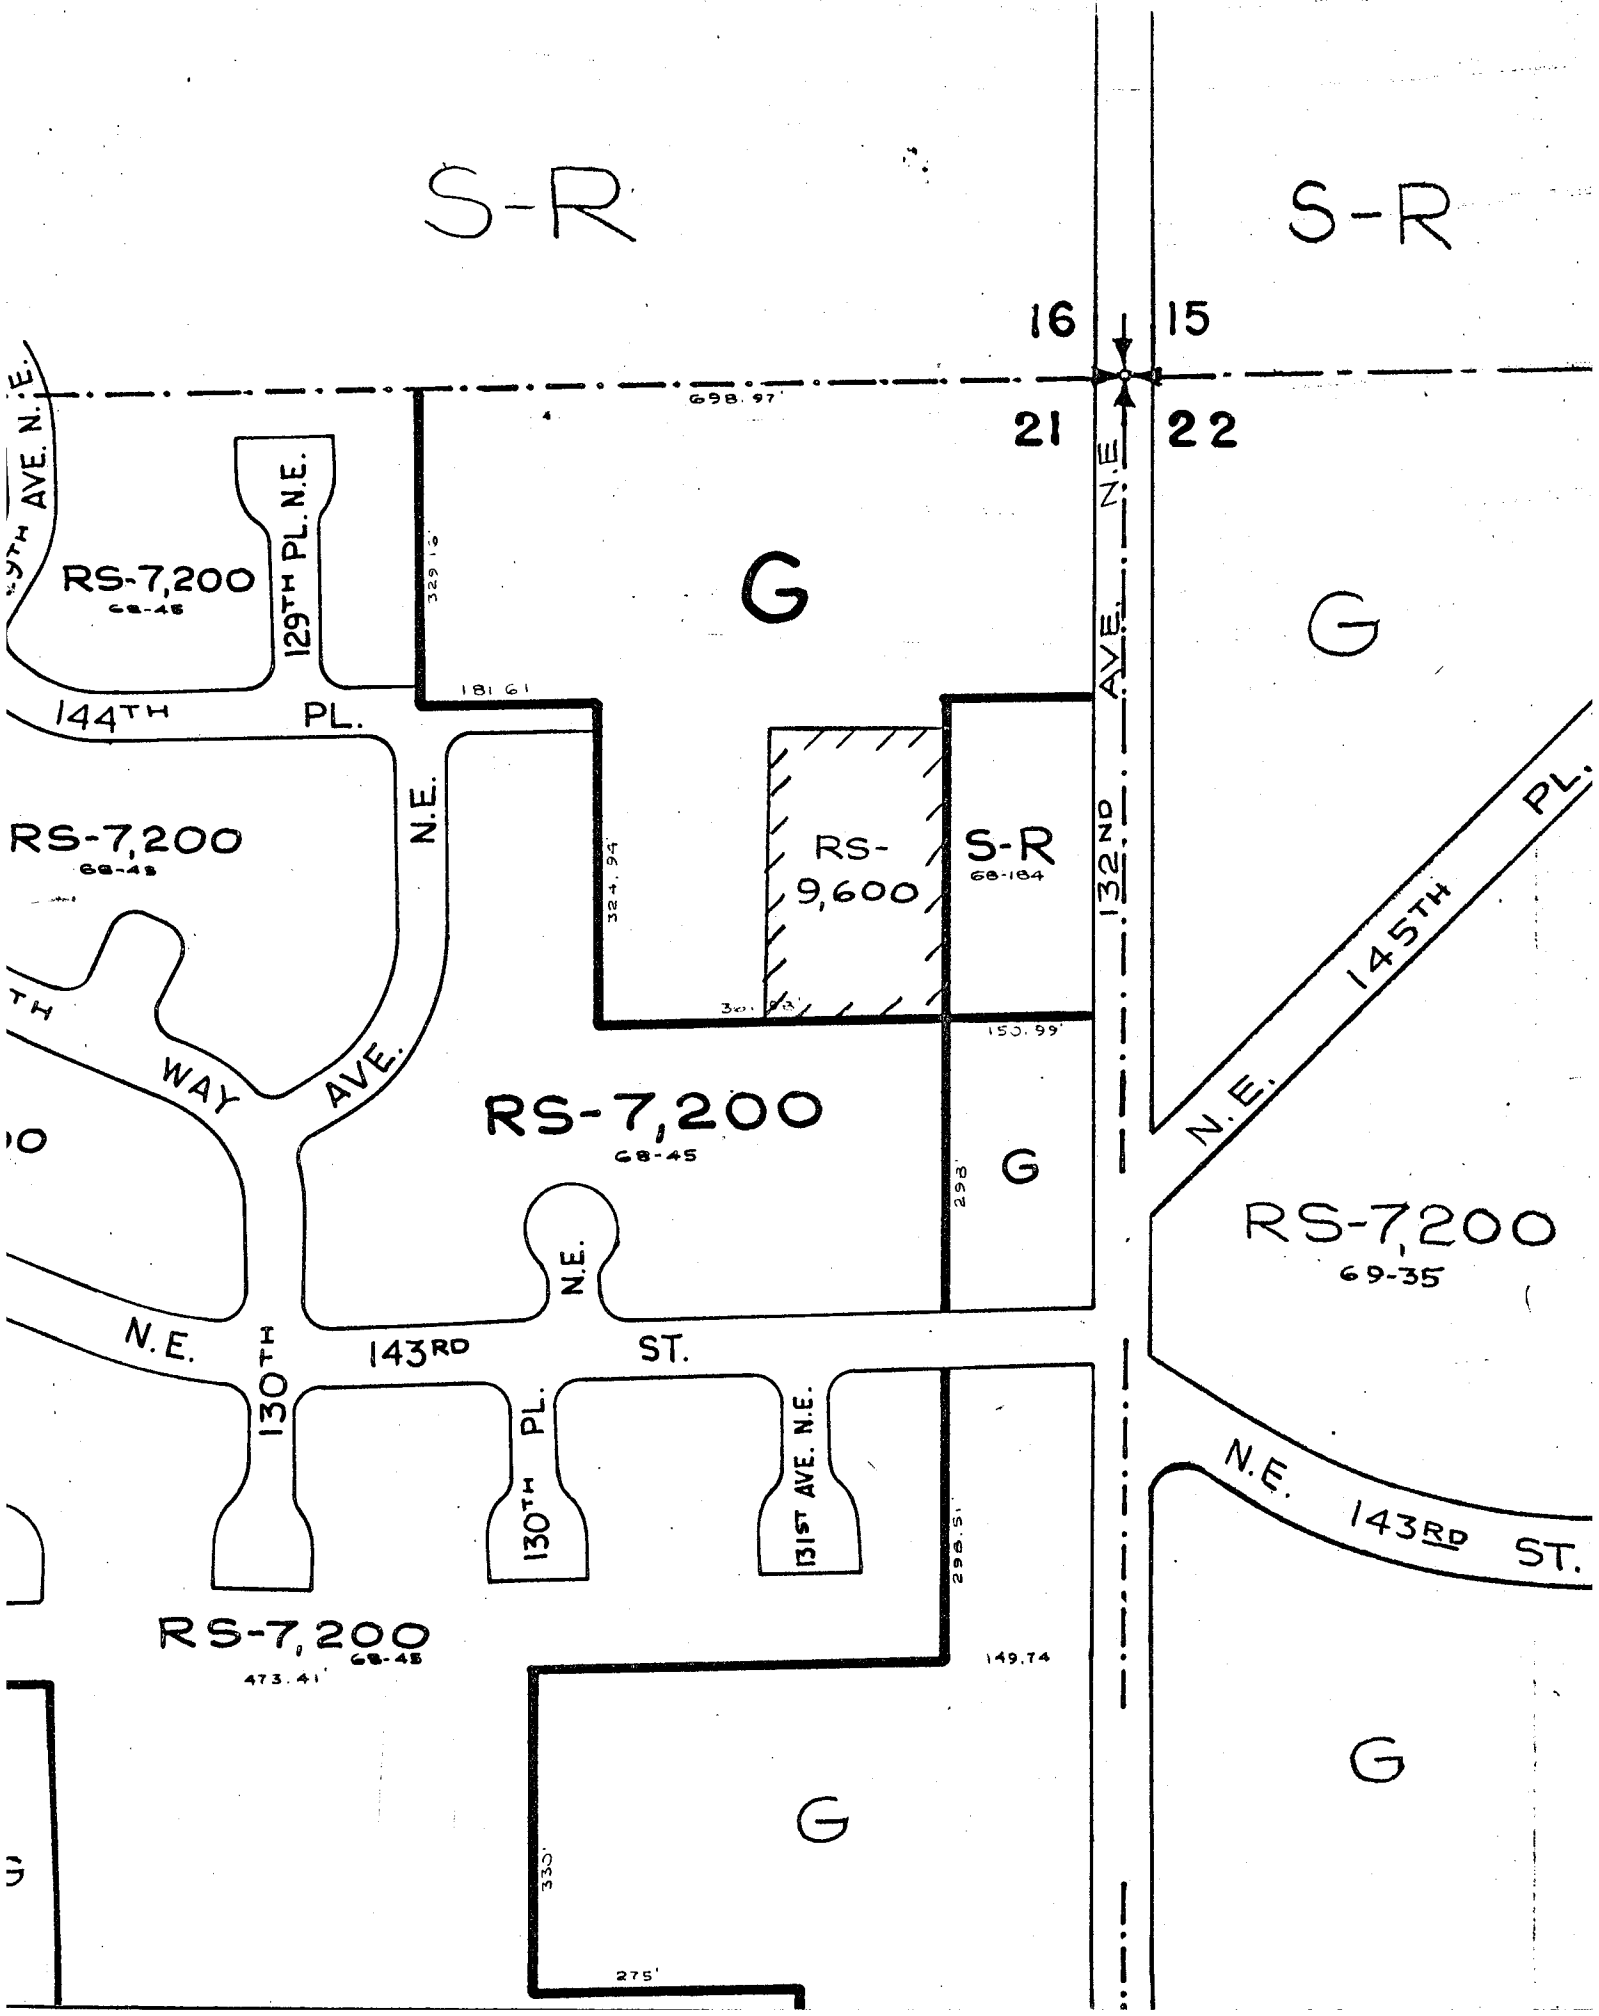 S-R
S-R
16
15
698.97'
21
22
AVE. N.E.
129TH PL. N.E.
RS-7,200
68-45
329.16'
G
G
132ND AVE. N.E
181.61
144TH PL.
N.E.
PL.
RS-7,200
68-45
324.94'
RS-
9,600
S-R
68-184
N.E. 145TH
TH
WAY
AVE.
150.99'
RS-7,200
68-45
G
298'
RS-7,200
69-35
N.E.
N.E.
143RD ST.
130TH
130TH PL.
131ST AVE. N.E.
N.E. 143RD ST.
298.51'
RS-7,200
68-45
473.41'
149.74
G
G
330'
275'